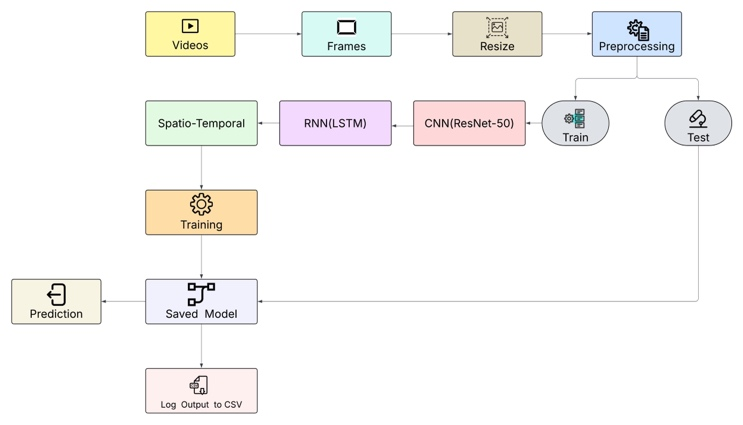 Videos
Frames
Resize
Preprocessing
Spatio-Temporal
RNN(LSTM)
CNN(ResNet-50)
Train
Test
Training
Prediction
Saved Model
Log Output to CSV